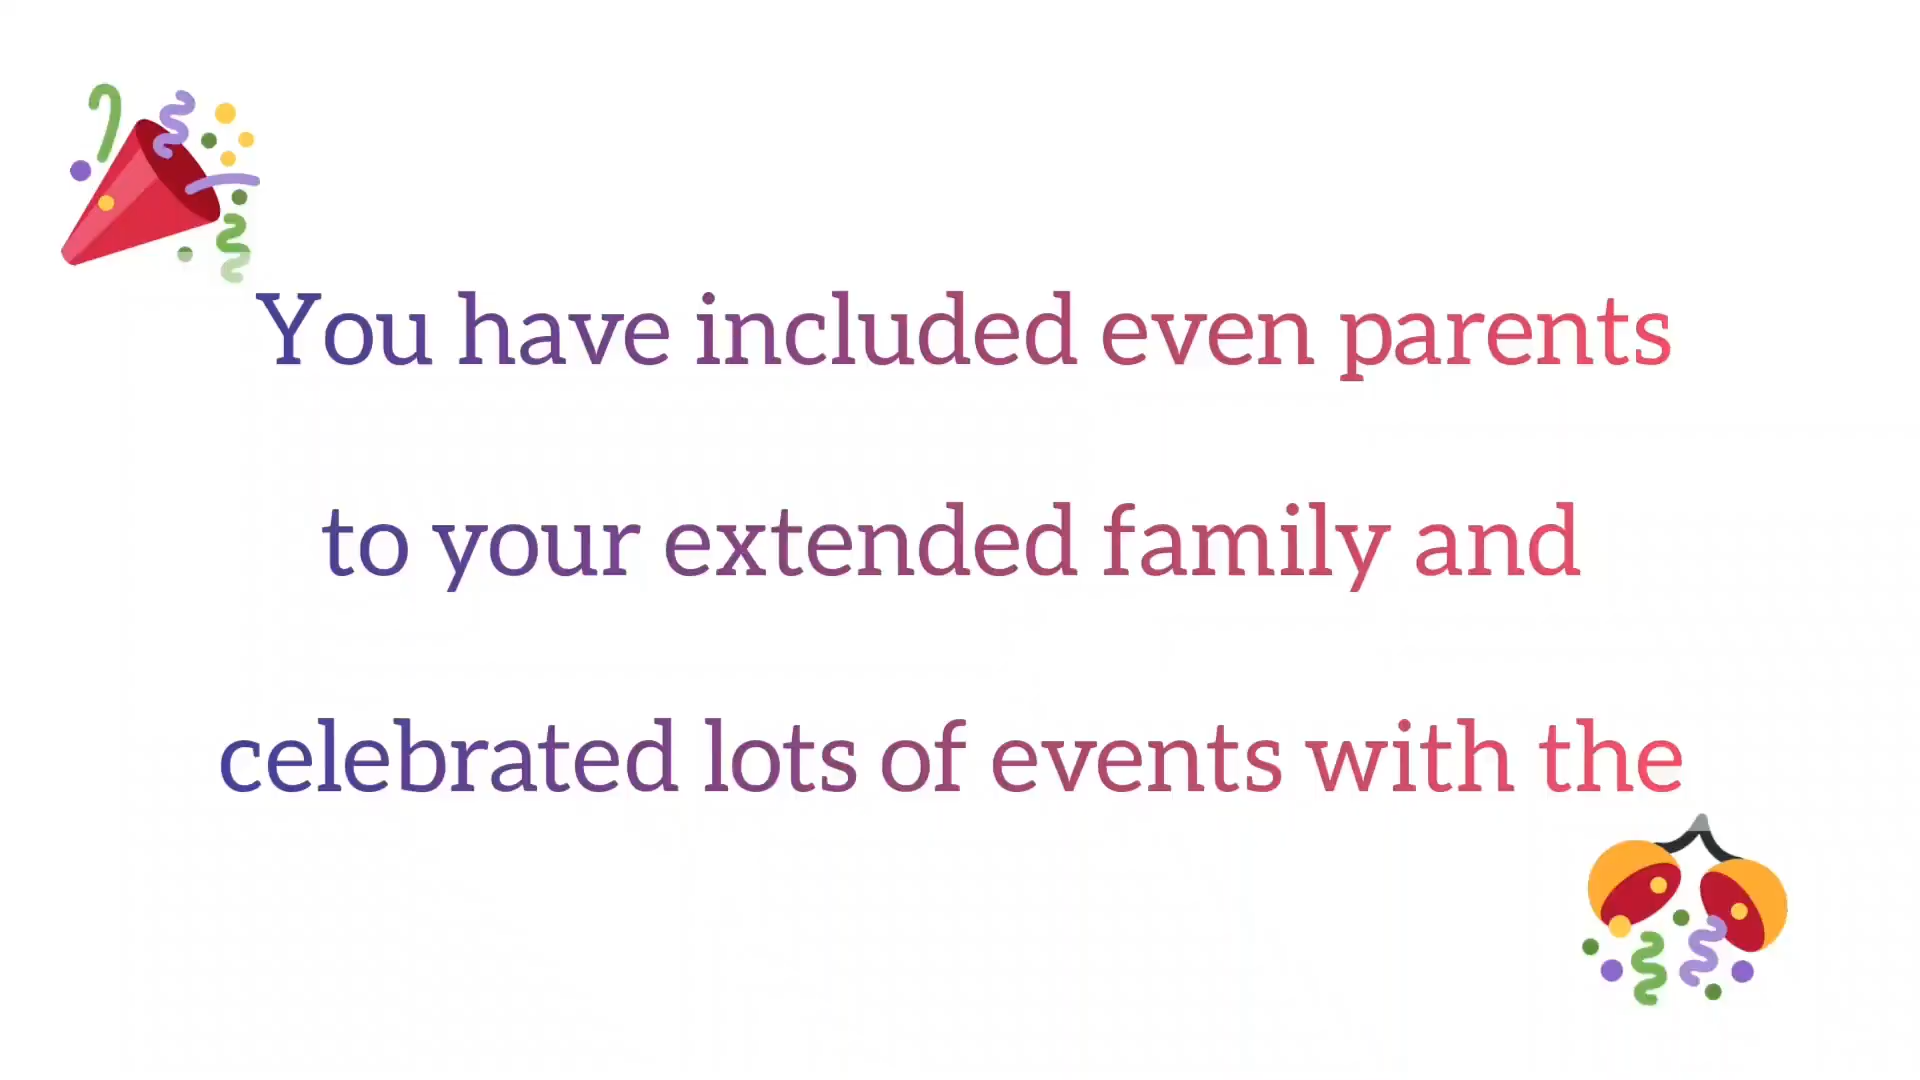 You have included even parents
to your extended family and
celebrated lots of events with the